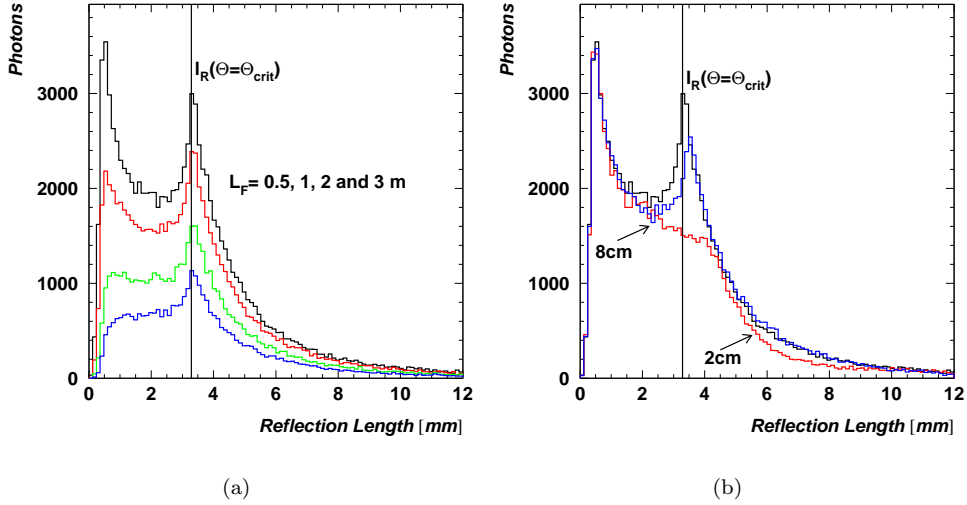 Photons
3000
2000
1000
0
0 2 4 6 8 10 12
Reflection Length [mm]
l_R(Θ=Θ_crit)
L_F= 0.5, 1, 2 and 3 m
(a)
Photons
3000
2000
1000
0
0 2 4 6 8 10 12
Reflection Length [mm]
l_R(Θ=Θ_crit)
8cm
2cm
(b)